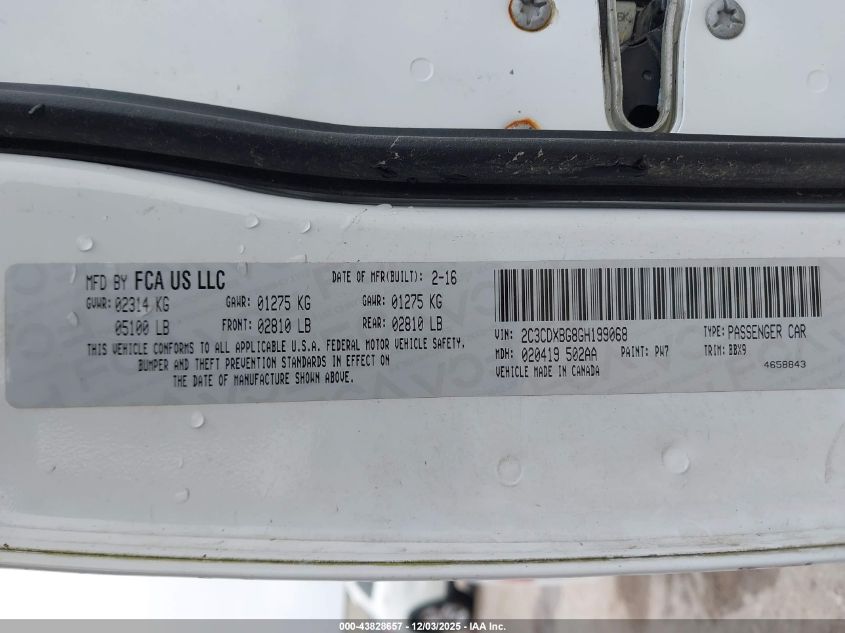 MFD BY FCA US LLC
DATE OF MFR(BUILT): 2-16
GVWR: 02314 KG GAWR: 01275 KG GAWR: 01275 KG
05100 LB FRONT: 02810 LB REAR: 02810 LB
THIS VEHICLE CONFORMS TO ALL APPLICABLE U.S.A. FEDERAL MOTOR VEHICLE SAFETY,
BUMPER AND THEFT PREVENTION STANDARDS IN EFFECT ON
THE DATE OF MANUFACTURE SHOWN ABOVE.
VIN: 2C3CDXBG8GH199068 TYPE: PASSENGER CAR
MDH: 020419 502AA PAINT: PW7 TRIM: BBX9
VEHICLE MADE IN CANADA 4658843
000-43828657 - 12/03/2025 - IAA Inc.